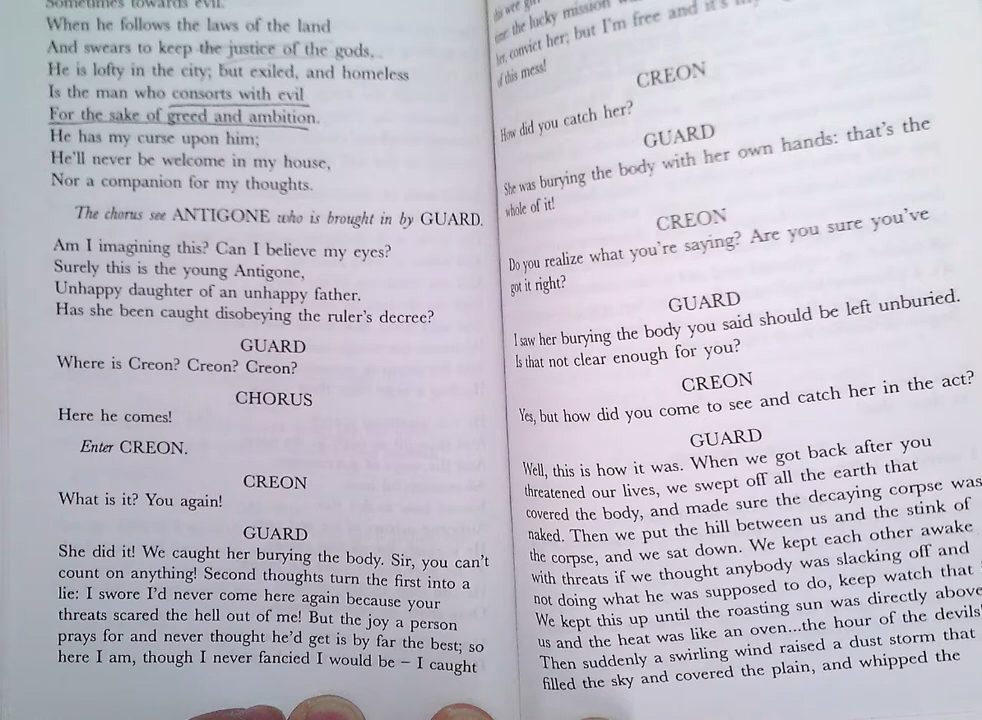 Sometimes towards evil.
When he follows the laws of the land
And swears to keep the justice of the gods,
He is lofty in the city; but exiled, and homeless
Is the man who consorts with evil
For the sake of greed and ambition.
He has my curse upon him;
He'll never be welcome in my house,
Nor a companion for my thoughts.
The chorus see ANTIGONE who is brought in by GUARD.
Am I imagining this? Can I believe my eyes?
Surely this is the young Antigone,
Unhappy daughter of an unhappy father.
Has she been caught disobeying the ruler's decree?
GUARD
Where is Creon? Creon? Creon?
CHORUS
Here he comes!
Enter CREON.
CREON
What is it? You again!
GUARD
She did it! We caught her burying the body. Sir, you can't
count on anything! Second thoughts turn the first into a
lie: I swore I'd never come here again because your
threats scared the hell out of me! But the joy a person
prays for and never thought he'd get is by far the best; so
here I am, though I never fancied I would be – I caught
this wee
the lucky mission
her, convict her; but I'm free and it's
of this mess!
CREON
How did you catch her?
GUARD
She was burying the body with her own hands: that's the
whole of it!
CREON
Do you realize what you're saying? Are you sure you've
got it right?
GUARD
I saw her burying the body you said should be left unburied.
Is that not clear enough for you?
CREON
Yes, but how did you come to see and catch her in the act?
GUARD
Well, this is how it was. When we got back after you
threatened our lives, we swept off all the earth that
covered the body, and made sure the decaying corpse was
naked. Then we put the hill between us and the stink of
the corpse, and we sat down. We kept each other awake
with threats if we thought anybody was slacking off and
not doing what he was supposed to do, keep watch that
We kept this up until the roasting sun was directly above
us and the heat was like an oven...the hour of the devils'
Then suddenly a swirling wind raised a dust storm that
filled the sky and covered the plain, and whipped the